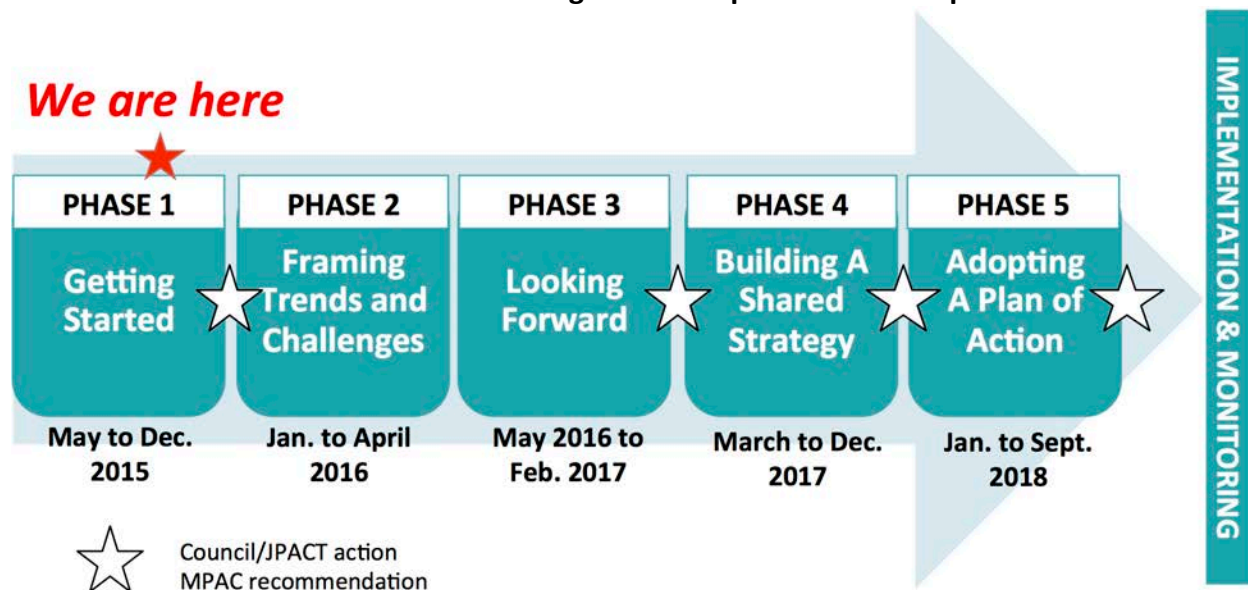 We are here
PHASE 1
Getting
Started
May to Dec.
2015
PHASE 2
Framing
Trends and
Challenges
Jan. to April
2016
PHASE 3
Looking
Forward
May 2016 to
Feb. 2017
PHASE 4
Building A
Shared
Strategy
March to Dec.
2017
PHASE 5
Adopting
A Plan of
Action
Jan. to Sept.
2018
IMPLEMENTATION & MONITORING
Council/JPACT action
MPAC recommendation